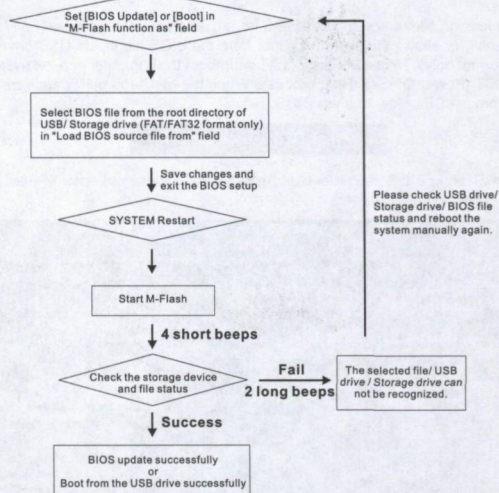 Set [BIOS Update] or [Boot] in
"M-Flash function as" field
Select BIOS file from the root directory of
USB/ Storage drive (FAT/FAT32 format only)
in "Load BIOS source file from" field
Save changes and
exit the BIOS setup
SYSTEM Restart
Start M-Flash
4 short beeps
Check the storage device
and file status
Fail
2 long beeps
The selected file/ USB
drive / Storage drive can
not be recognized.
Please check USB drive/
Storage drive/ BIOS file
status and reboot the
system manually again.
Success
BIOS update successfully
or
Boot from the USB drive successfully